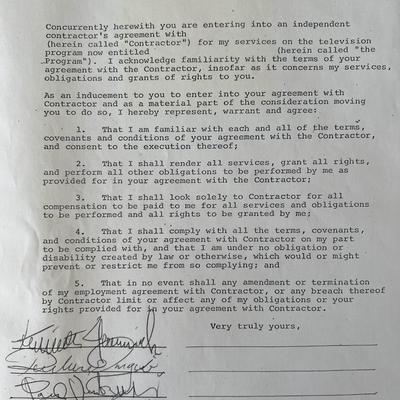 Concurrently herewith you are entering into an independent
contractor's agreement with
(herein called "Contractor") for my services on the television
program now entitled (herein called "the
Program"). I acknowledge familiarity with the terms of your
agreement with the Contractor, insofar as it concerns my services,
obligations and grants of rights to you.
As an inducement to you to enter into your agreement with
Contractor and as a material part of the consideration moving
you to do so, I hereby represent, warrant and agree:
1. That I am familiar with each and all of the terms,
covenants and conditions of your agreement with the Contractor,
and consent to the execution thereof;
2. That I shall render all services, grant all rights,
and perform all other obligations to be performed by me as
provided for in your agreement with the Contractor;
3. That I shall look solely to Contractor for all
compensation to be paid to me for all services and obligations
to be performed and all rights to be granted by me;
4. That I shall comply with all the terms, covenants,
and conditions of your agreement with Contractor on my part
to be complied with, and that I am under no obligation or
disability created by law or otherwise, which would or might
prevent or restrict me from so complying; and
5. That in no event shall any amendment or termination
of my employment agreement with Contractor, or any breach thereof
by Contractor limit or affect any of my obligations or your
rights provided for in your agreement with Contractor.
Very truly yours,